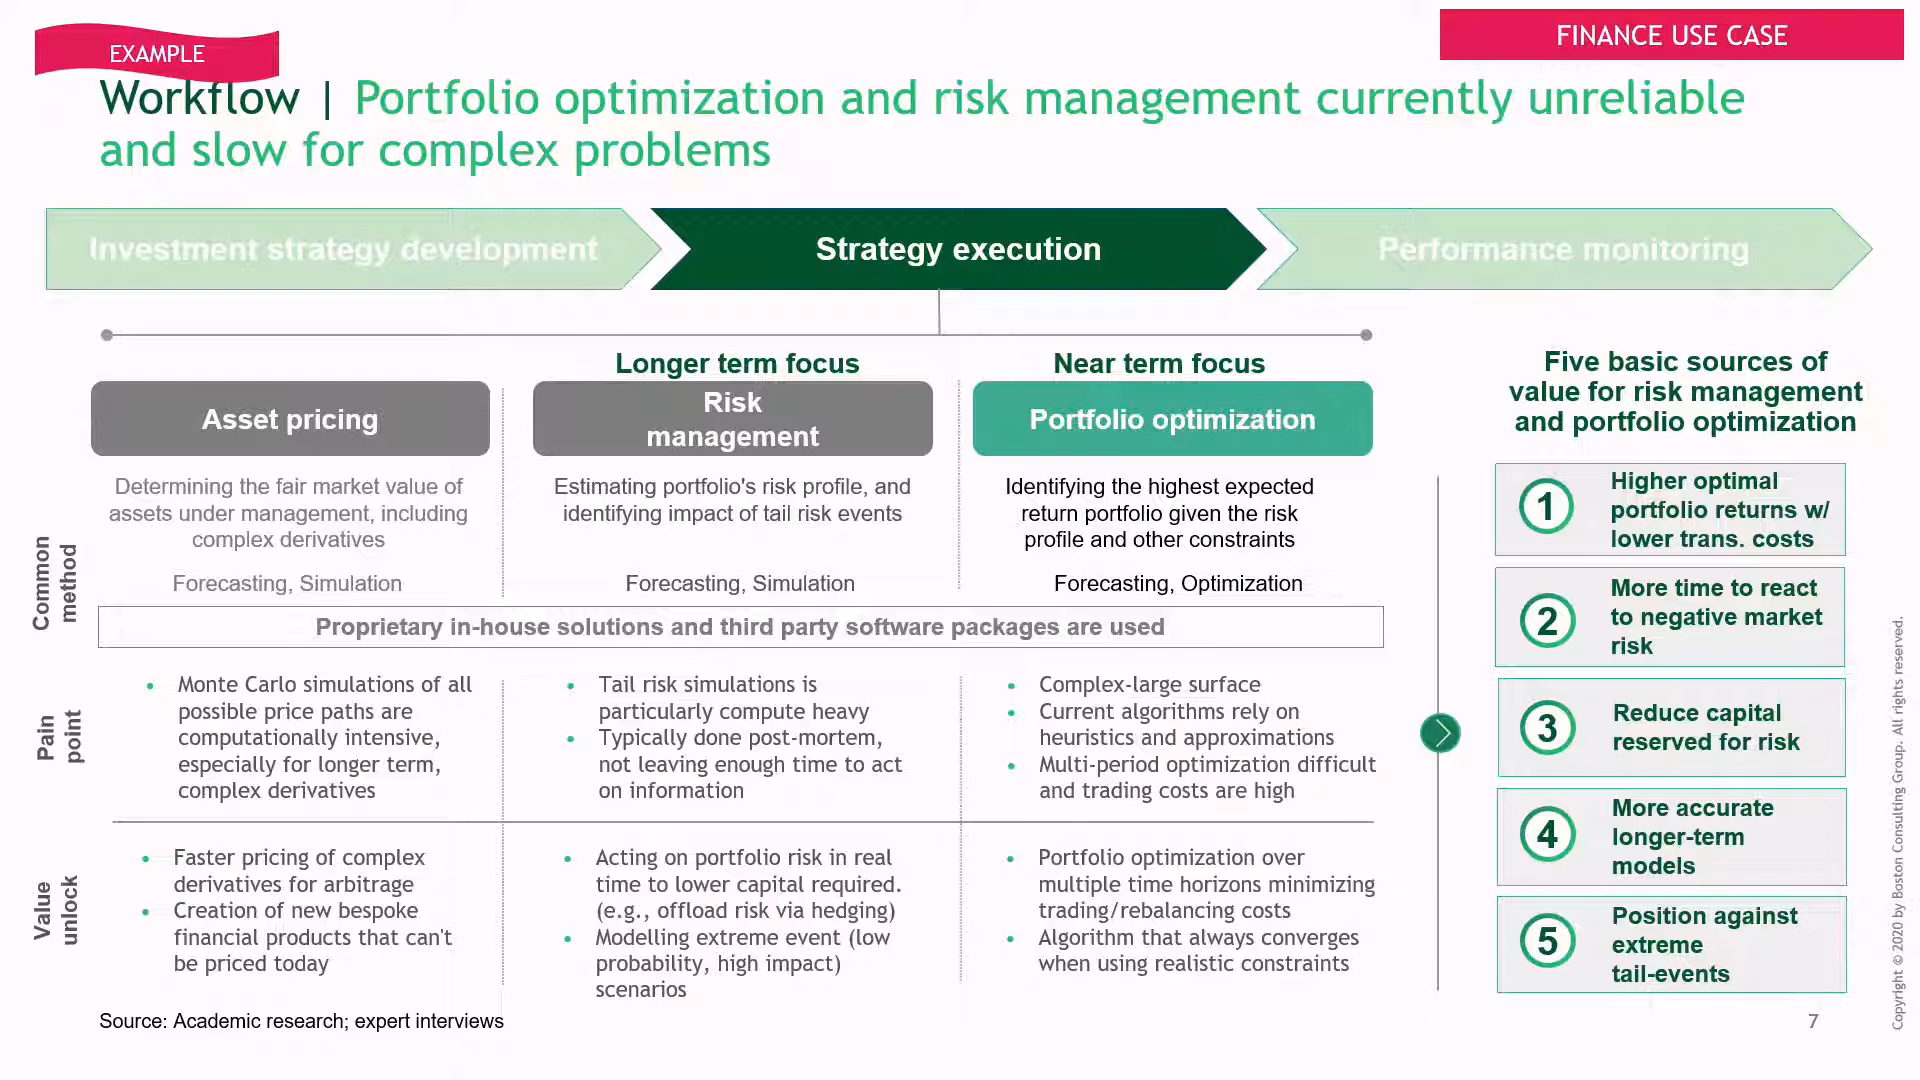 EXAMPLE
FINANCE USE CASE
Workflow | Portfolio optimization and risk management currently unreliable
and slow for complex problems
Investment strategy development
Strategy execution
Performance monitoring
Longer term focus
Near term focus
Asset pricing
Risk
management
Portfolio optimization
Determining the fair market value of
assets under management, including
complex derivatives
Estimating portfolio's risk profile, and
identifying impact of tail risk events
Identifying the highest expected
return portfolio given the risk
profile and other constraints
Common
method
Forecasting, Simulation
Forecasting, Simulation
Forecasting, Optimization
Proprietary in-house solutions and third party software packages are used
Pain
point
• Monte Carlo simulations of all
possible price paths are
computationally intensive,
especially for longer term,
complex derivatives
• Tail risk simulations is
particularly compute heavy
• Typically done post-mortem,
not leaving enough time to act
on information
• Complex-large surface
• Current algorithms rely on
heuristics and approximations
• Multi-period optimization difficult
and trading costs are high
Value
unlock
• Faster pricing of complex
derivatives for arbitrage
• Creation of new bespoke
financial products that can't
be priced today
• Acting on portfolio risk in real
time to lower capital required.
(e.g., offload risk via hedging)
• Modelling extreme event (low
probability, high impact)
scenarios
• Portfolio optimization over
multiple time horizons minimizing
trading/rebalancing costs
• Algorithm that always converges
when using realistic constraints
Five basic sources of
value for risk management
and portfolio optimization
1
Higher optimal
portfolio returns w/
lower trans. costs
2
More time to react
to negative market
risk
3
Reduce capital
reserved for risk
4
More accurate
longer-term
models
5
Position against
extreme
tail-events
Source: Academic research; expert interviews
7
Copyright © 2020 by Boston Consulting Group. All rights reserved.